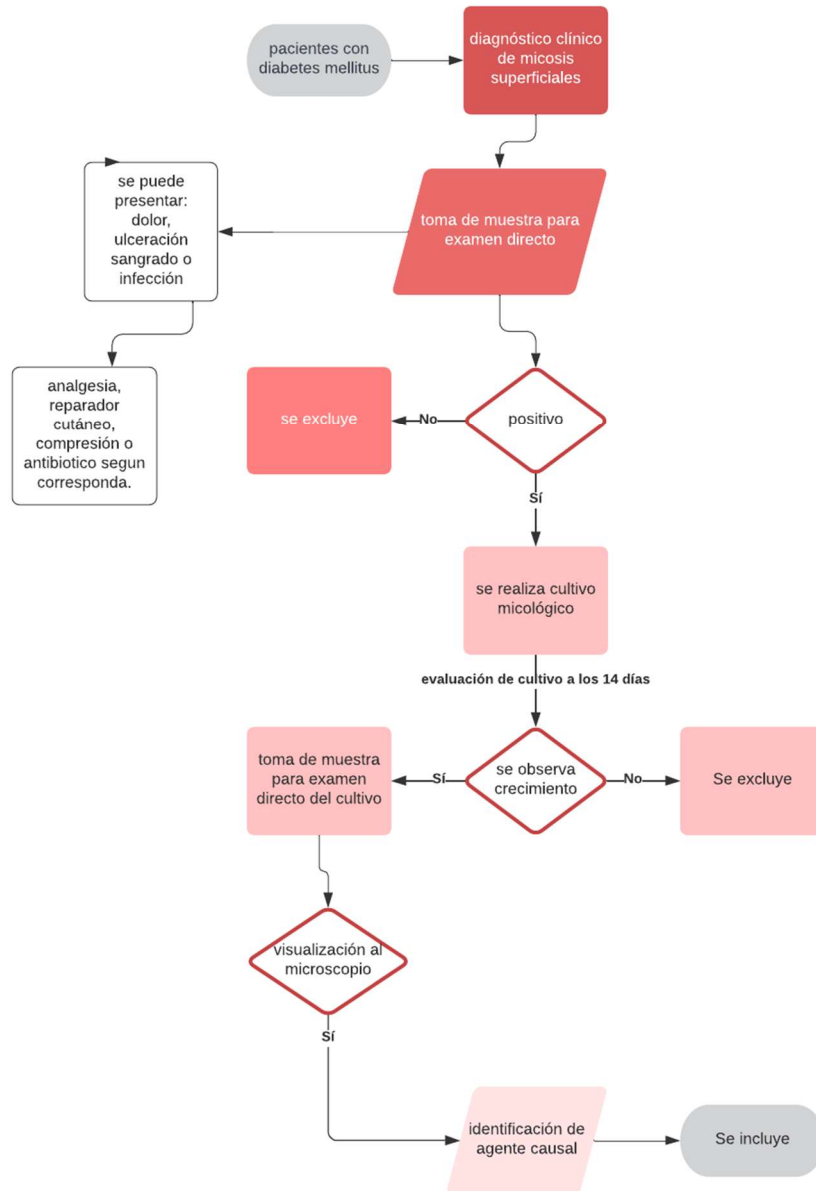 pacientes con
diabetes mellitus
diagnóstico clínico
de micosis
superficiales
se puede
presentar:
dolor,
ulceración
sangrado o
infección
toma de muestra para
examen directo
analgesia,
reparador
cutáneo,
compresión o
antibiotico segun
corresponda.
se excluye
No
positivo
Sí
se realiza cultivo
micológico
evaluación de cultivo a los 14 días
toma de muestra
para examen
directo del cultivo
Sí
se observa
crecimiento
No
Se excluye
visualización al
microscopio
Sí
identificación de
agente causal
Se incluye